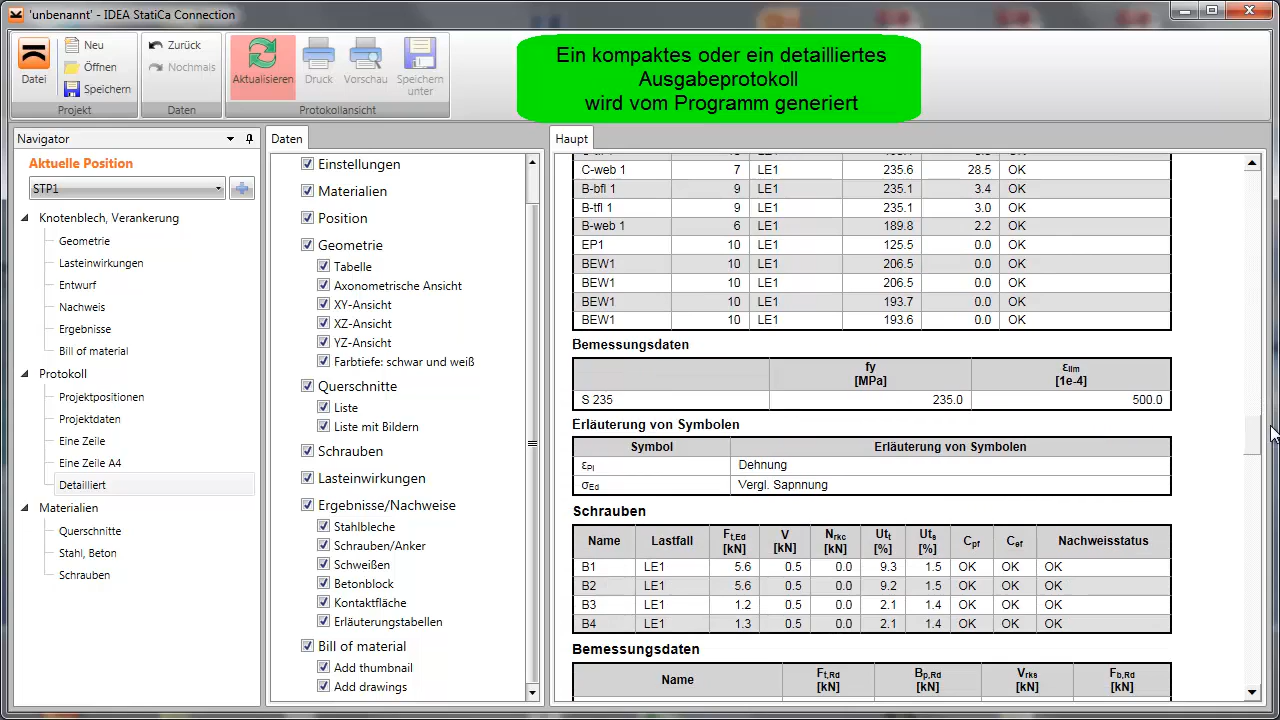 'unbenannt' - IDEA StatiCa Connection
Ein kompaktes oder ein detailliertes
Ausgabeprotokoll
wird vom Programm generiert
Datei
Neu
Öffnen
Speichern
Projekt
Zurück
Nochmals
Daten
Aktualisieren
Druck
Vorschau
Speichern
unter
Protokollansicht
Navigator
Aktuelle Position
STP1
Knotenblech, Verankerung
Geometrie
Lasteinwirkungen
Entwurf
Nachweis
Ergebnisse
Bill of material
Protokoll
Projektpositionen
Projektdaten
Eine Zeile
Eine Zeile A4
Detailliert
Materialien
Querschnitte
Stahl, Beton
Schrauben
Daten
Einstellungen
Materialien
Position
Geometrie
Tabelle
Axonometrische Ansicht
XY-Ansicht
XZ-Ansicht
YZ-Ansicht
Farbtiefe: schwar und weiß
Querschnitte
Liste
Liste mit Bildern
Schrauben
Lasteinwirkungen
Ergebnisse/Nachweise
Stahlbleche
Schrauben/Anker
Schweißen
Betonblock
Kontaktfläche
Erläuterungstabellen
Bill of material
Add thumbnail
Add drawings
Haupt
C-web 1 7 LE1 235.6 28.5 OK
B-bfl 1 9 LE1 235.1 3.4 OK
B-tfl 1 9 LE1 235.1 3.0 OK
B-web 1 6 LE1 189.8 2.2 OK
EP1 10 LE1 125.5 0.0 OK
BEW1 10 LE1 206.5 0.0 OK
BEW1 10 LE1 206.5 0.0 OK
BEW1 10 LE1 193.7 0.0 OK
BEW1 10 LE1 193.6 0.0 OK
Bemessungsdaten
fy [MPa] εlim [1e-4]
S 235 235.0 500.0
Erläuterung von Symbolen
Symbol Erläuterung von Symbolen
εPl Dehnung
σEd Vergl. Sapnnung
Schrauben
Name Lastfall Ft,Ed [kN] V [kN] Nrkc [kN] Utt [%] Uts [%] Cpf Cef Nachweisstatus
B1 LE1 5.6 0.5 0.0 9.3 1.5 OK OK OK
B2 LE1 5.6 0.5 0.0 9.2 1.5 OK OK OK
B3 LE1 1.2 0.5 0.0 2.1 1.4 OK OK OK
B4 LE1 1.3 0.5 0.0 2.1 1.4 OK OK OK
Bemessungsdaten
Name Ft,Rd [kN] Bp,Rd [kN] Vrks [kN] Fb,Rd [kN]